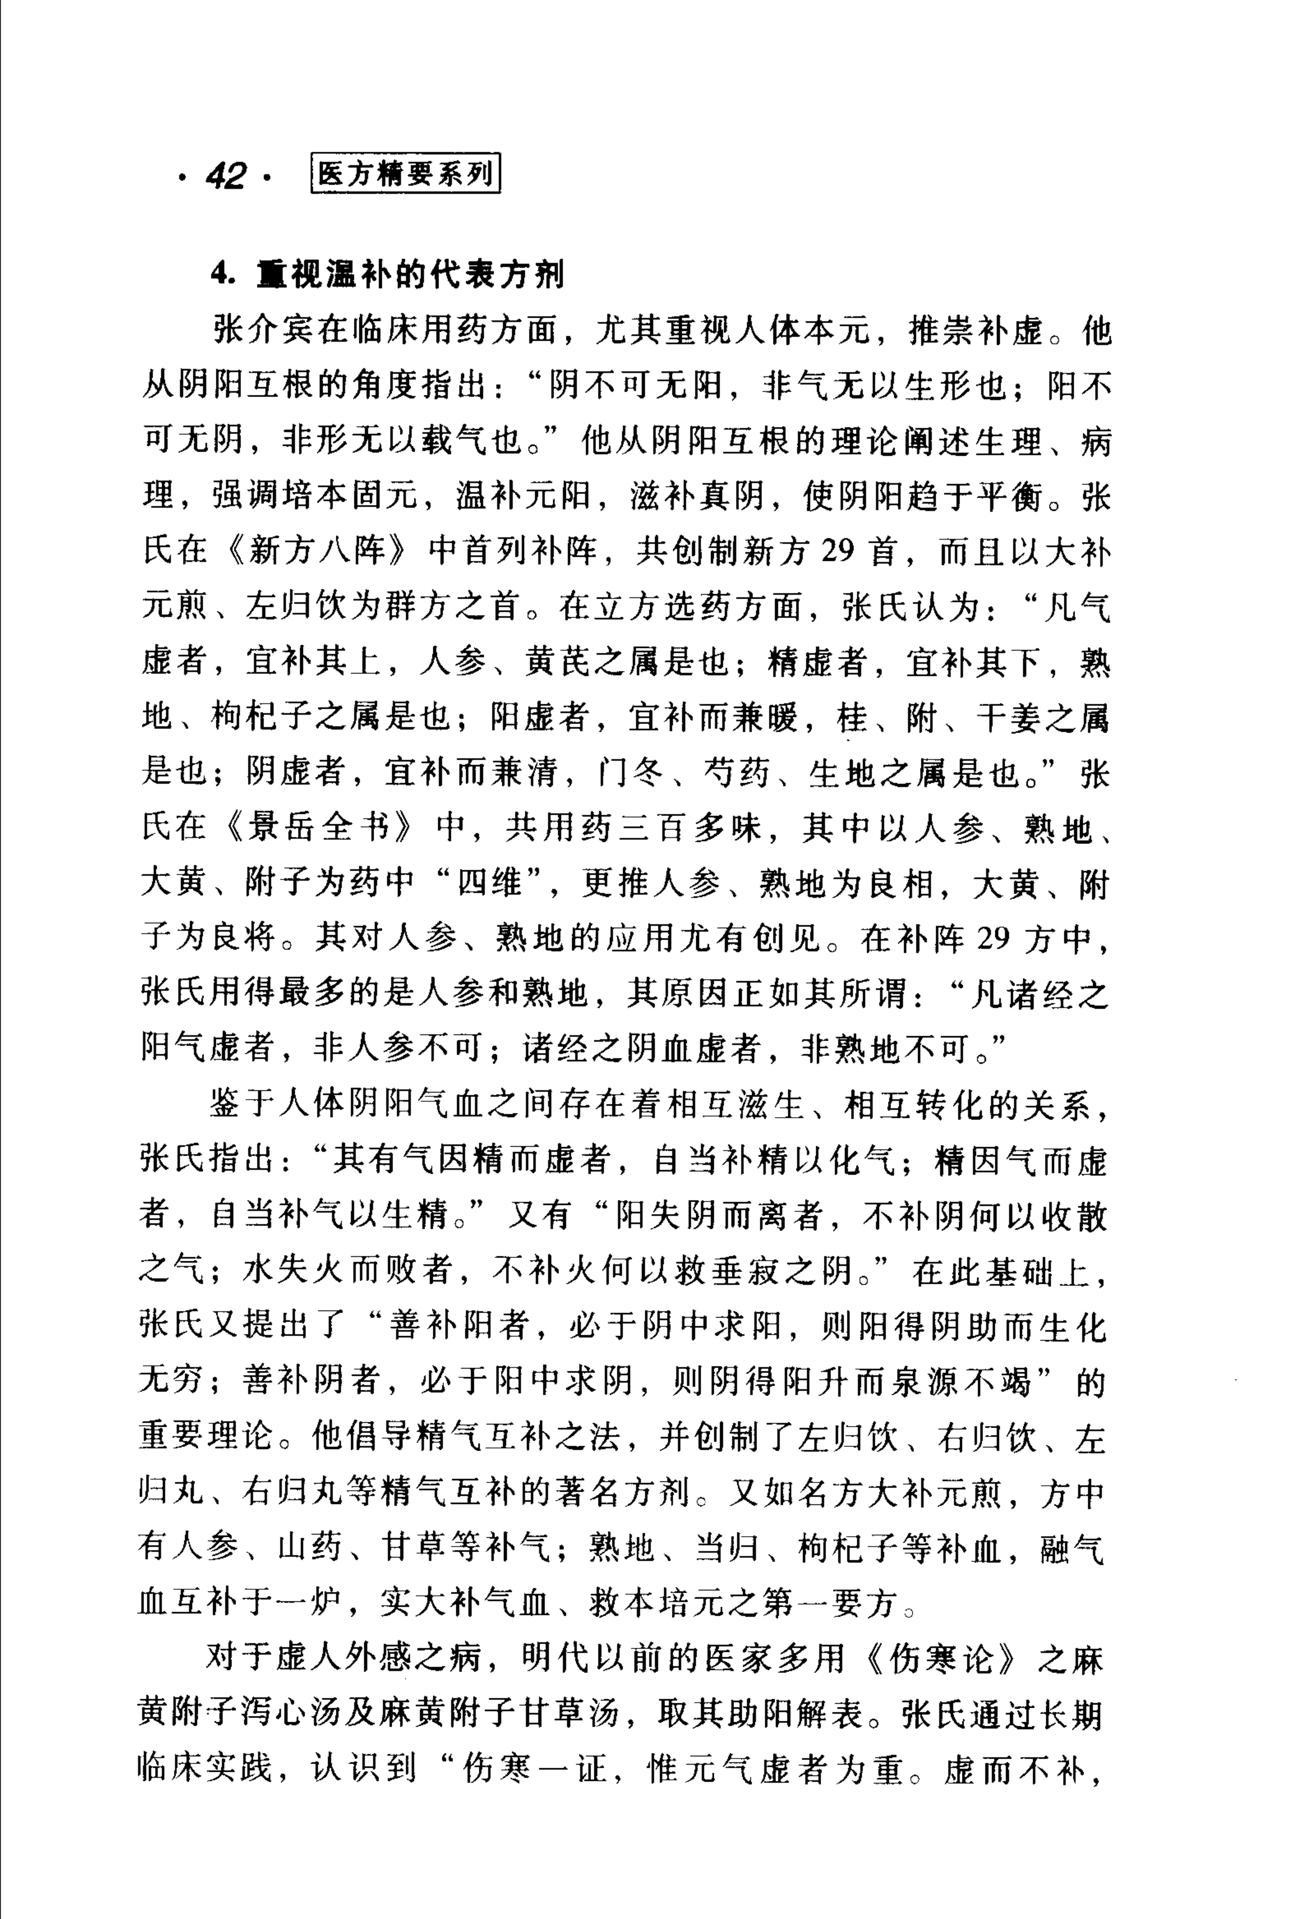 · 42 · 医方精要系列
4. 重视温补的代表方剂
张介宾在临床用药方面，尤其重视人体本元，推崇补虚。他
从阴阳互根的角度指出：“阴不可无阳，非气无以生形也；阳不
可无阴，非形无以载气也。”他从阴阳互根的理论阐述生理、病
理，强调培本固元，温补元阳，滋补真阴，使阴阳趋于平衡。张
氏在《新方八阵》中首列补阵，共创制新方 29 首，而且以大补
元煎、左归饮为群方之首。在立方选药方面，张氏认为：“凡气
虚者，宜补其上，人参、黄芪之属是也；精虚者，宜补其下，熟
地、枸杞子之属是也；阳虚者，宜补而兼暖，桂、附、干姜之属
是也；阴虚者，宜补而兼清，门冬、芍药、生地之属是也。”张
氏在《景岳全书》中，共用药三百多味，其中以人参、熟地、
大黄、附子为药中“四维”，更推人参、熟地为良相，大黄、附
子为良将。其对人参、熟地的应用尤有创见。在补阵 29 方中，
张氏用得最多的是人参和熟地，其原因正如其所谓：“凡诸经之
阳气虚者，非人参不可；诸经之阴血虚者，非熟地不可。”
鉴于人体阴阳气血之间存在着相互滋生、相互转化的关系，
张氏指出：“其有气因精而虚者，自当补精以化气；精因气而虚
者，自当补气以生精。”又有“阳失阴而离者，不补阴何以收散
之气；水失火而败者，不补火何以救垂寂之阴。”在此基础上，
张氏又提出了“善补阳者，必于阴中求阳，则阳得阴助而生化
无穷；善补阴者，必于阳中求阴，则阴得阳升而泉源不竭”的
重要理论。他倡导精气互补之法，并创制了左归饮、右归饮、左
归丸、右归丸等精气互补的著名方剂。又如名方大补元煎，方中
有人参、山药、甘草等补气；熟地、当归、枸杞子等补血，融气
血互补于一炉，实大补气血、救本培元之第一要方。
对于虚人外感之病，明代以前的医家多用《伤寒论》之麻
黄附子泻心汤及麻黄附子甘草汤，取其助阳解表。张氏通过长期
临床实践，认识到“伤寒一证，惟元气虚者为重。虚而不补，